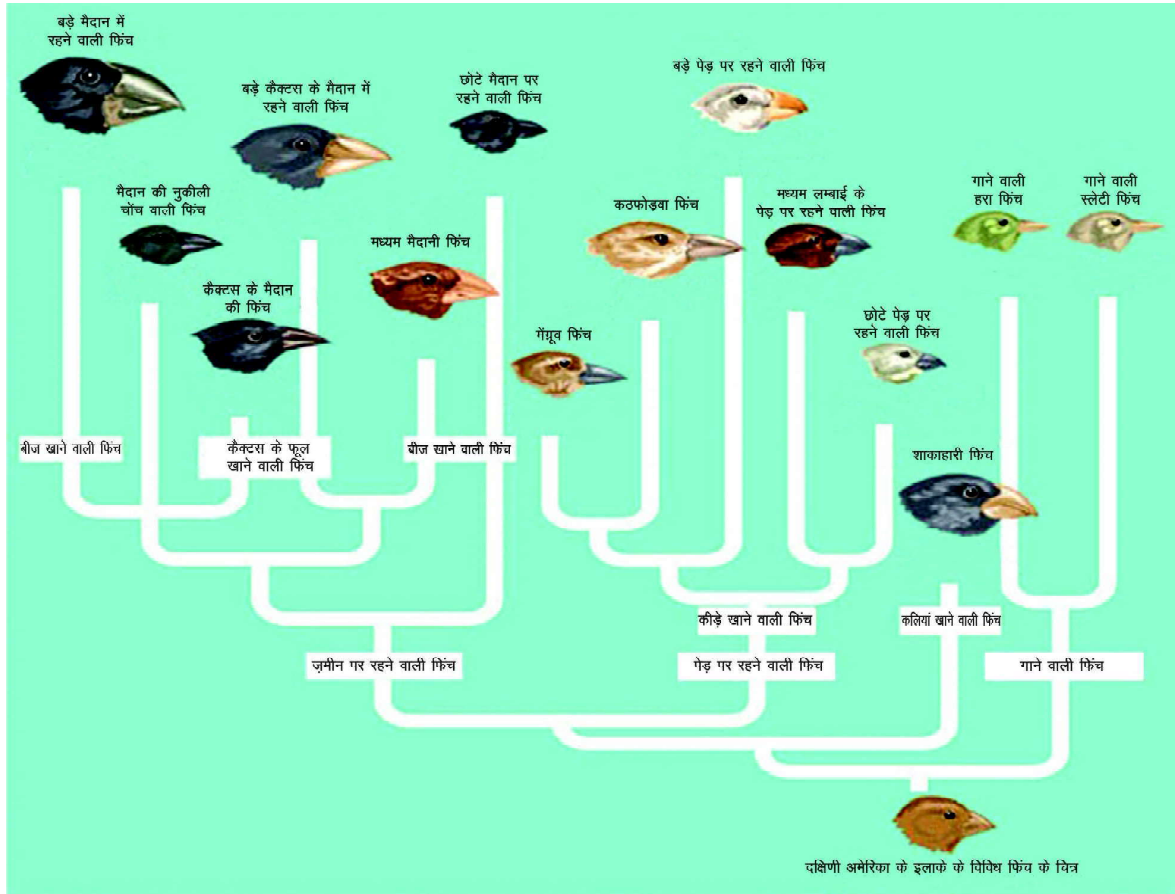 बड़े मैदान में
रहने वाली फिंच
बड़े कैक्टस के मैदान में
रहने वाली फिंच
छोटे मैदान पर
रहने वाली फिंच
बड़े पेड़ पर रहने वाली फिंच
मैदान की नुकीली
चोंच वाली फिंच
कैक्टस के मैदान
की फिंच
मध्यम मैदानी फिंच
कठफोडवा फिंच
मध्यम लम्बाई के
पेड़ पर रहने पाली फिंच
गाने वाली
हरा फिंच
गाने वाली
स्लेटी फिंच
गेंग्रूव फिंच
छोटे पेड़ पर
रहने वाली फिंच
बीज खाने वाली फिंच
कैक्टस के फूल
खाने वाली फिंच
बीज खाने वाली फिंच
शाकाहारी फिंच
कीड़े खाने वाली फिंच
कलियां खाने वाली फिंच
ज़मीन पर रहने वाली फिंच
पेड़ पर रहने वाली फिंच
गाने वाली फिंच
दक्षिणी अमेरिका के इलाके के विविध फिंच के चित्र